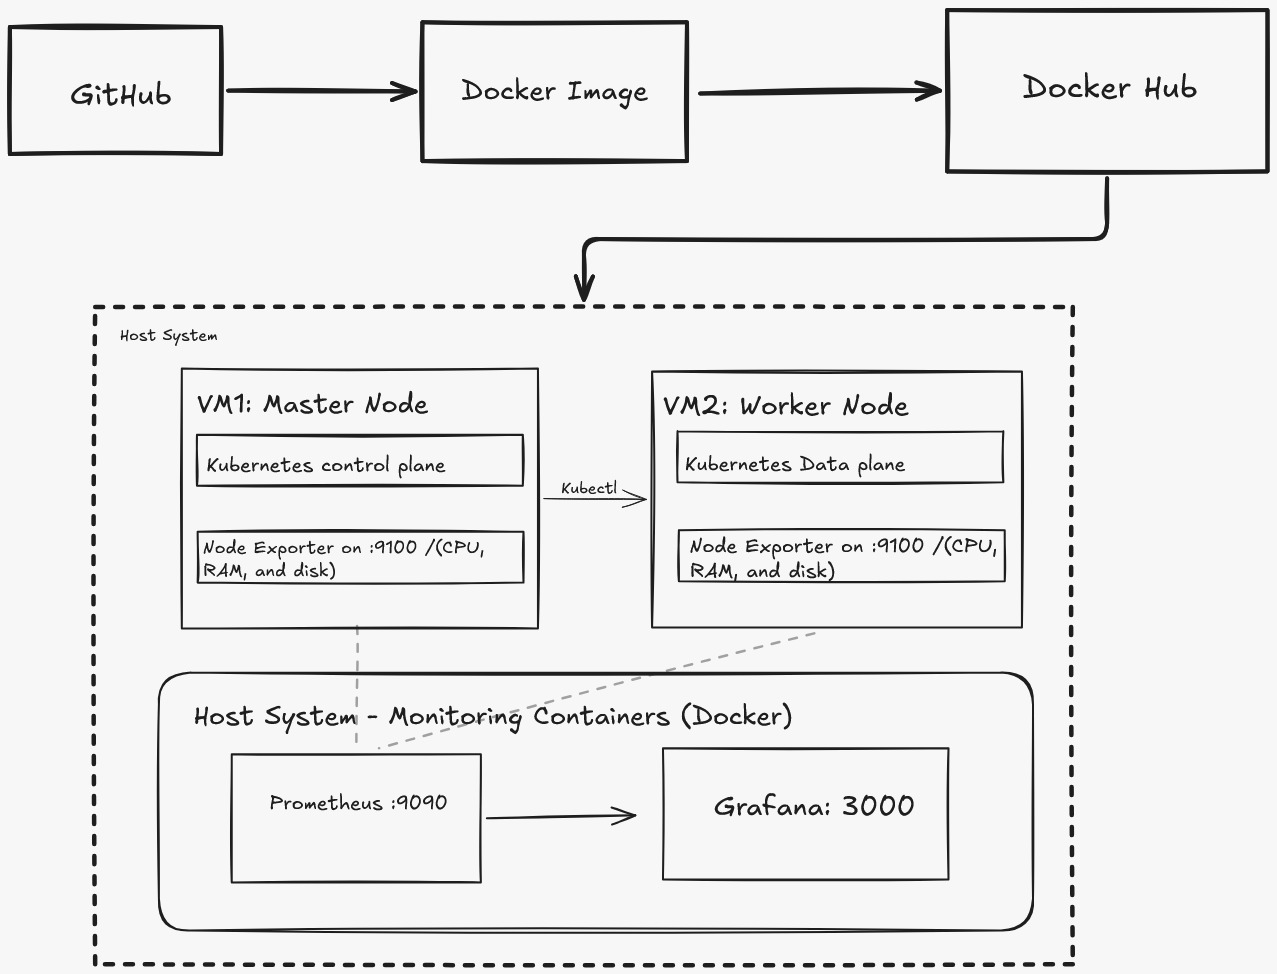 GitHub
Docker Image
Docker Hub
Host System
VM1: Master Node
Kubernetes control plane
Node Exporter on :9100 /(CPU,
RAM, and disk)
Kubectl
VM2: Worker Node
Kubernetes Data plane
Node Exporter on :9100 /(CPU,
RAM, and disk)
Host System - Monitoring Containers (Docker)
Prometheus :9090
Grafana: 3000